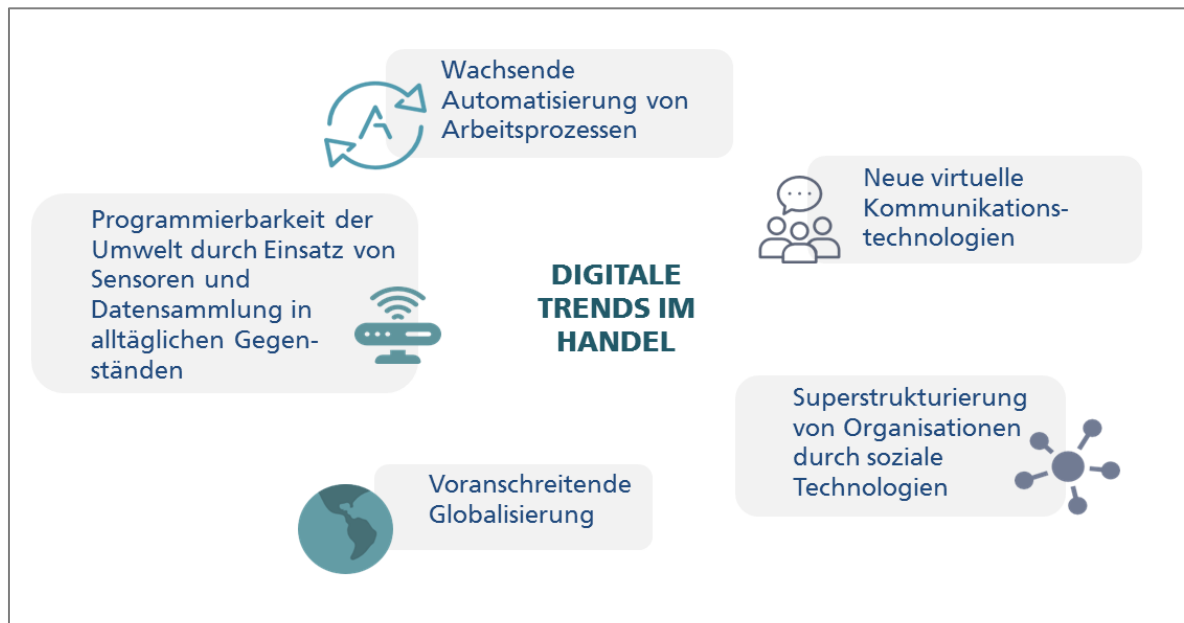 Wachsende
Automatisierung von
Arbeitsprozessen
Neue virtuelle
Kommunikations-
technologien
Programmierbarkeit der
Umwelt durch Einsatz von
Sensoren und
Datensammlung in
alltäglichen Gegen-
ständen
DIGITALE
TRENDS IM
HANDEL
Superstrukturierung
von Organisationen
durch soziale
Technologien
Voranschreitende
Globalisierung